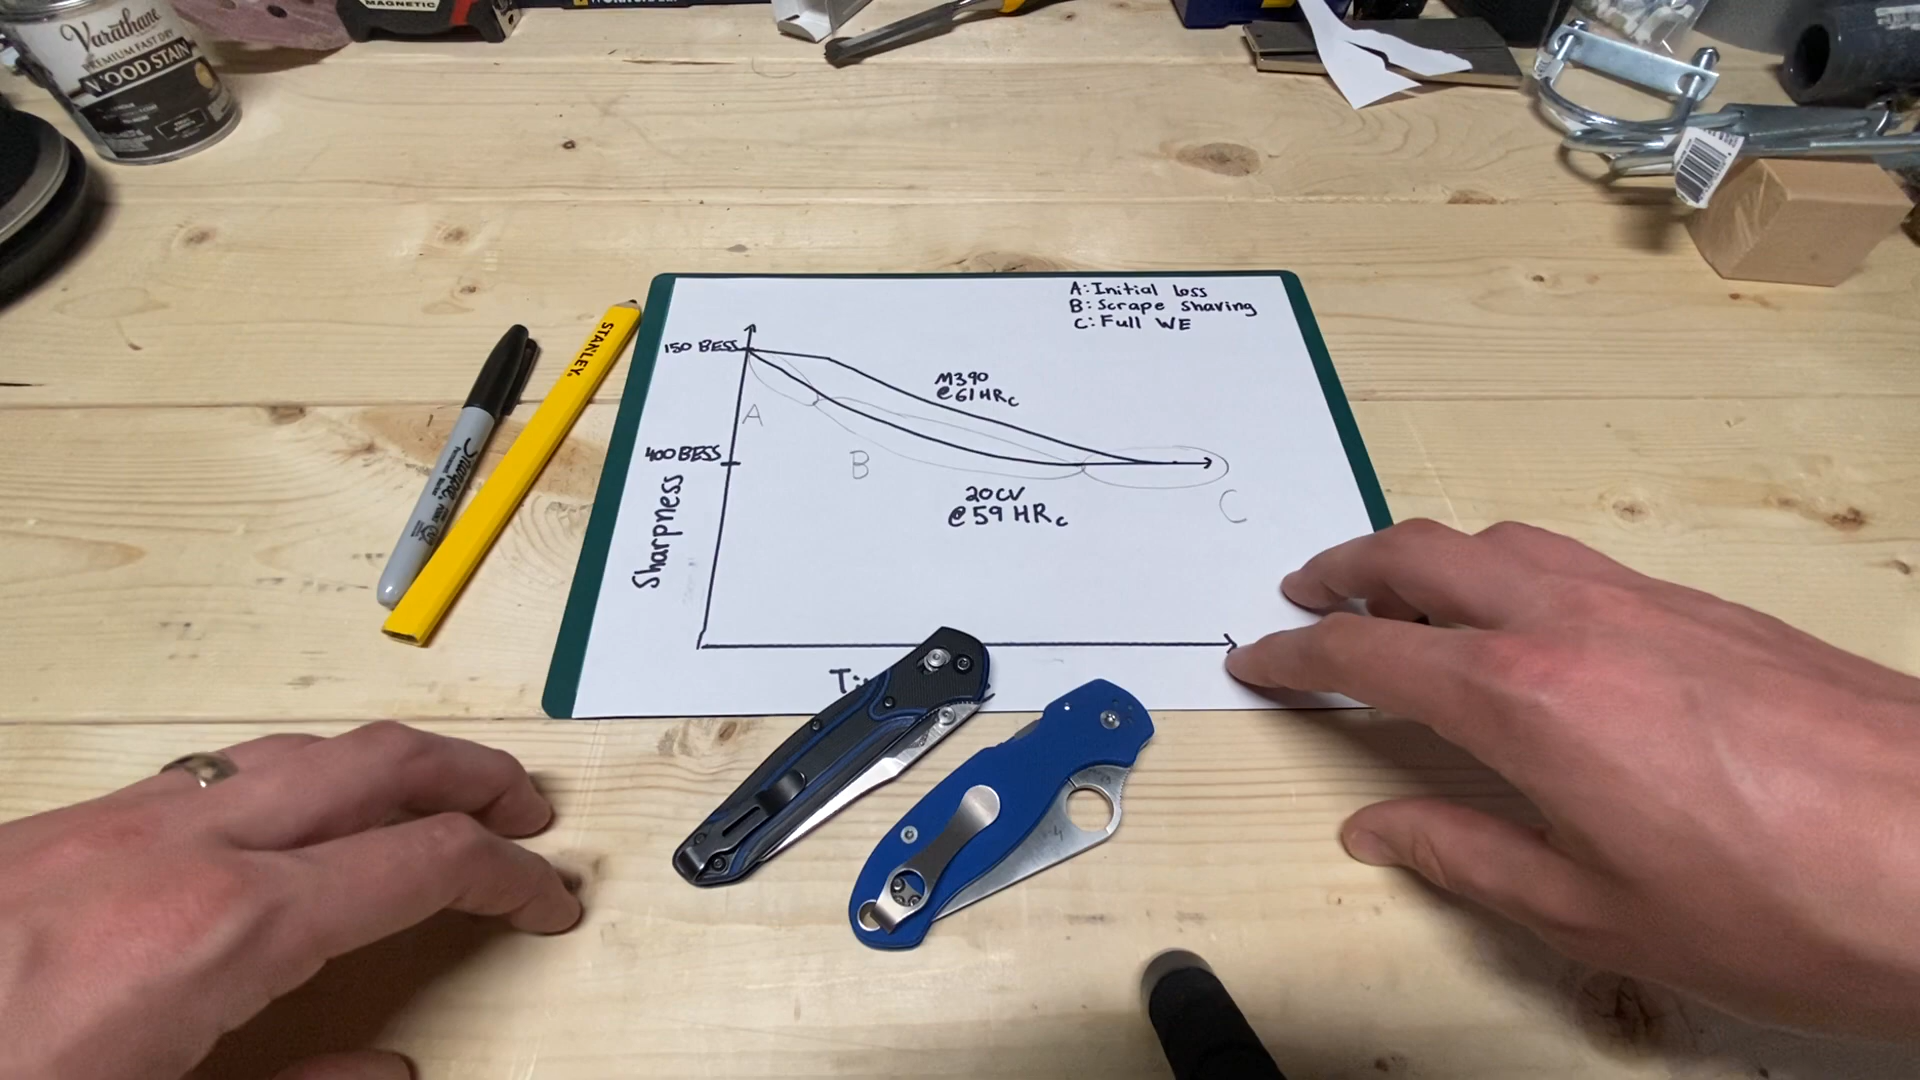 MAGNETIC
Varathane
PREMIUM FAST DRY
WOOD STAIN
STANLEY.
Sharpie
A: Initial Loss
B: Scrape Shaving
C: Full WE
150 BESS
M390
@ 61 HRc
A
400 BESS
B
20CV
@ 59 HRc
C
Sharpness